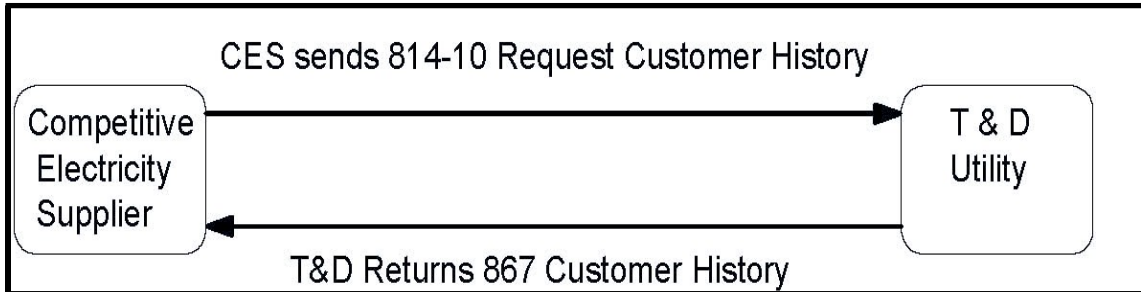 CES sends 814-10 Request Customer History
Competitive
Electricity
Supplier
T & D
Utility
T&D Returns 867 Customer History